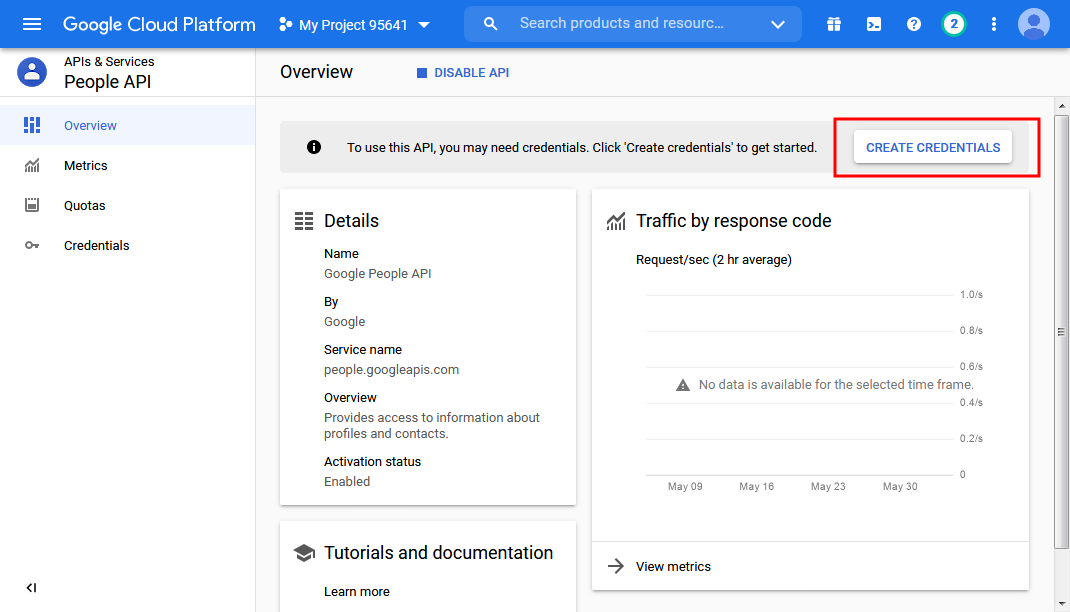 Google Cloud Platform
My Project 95641
Search products and resourc...
2
APIs & Services
People API
Overview
DISABLE API
Overview
Metrics
Quotas
Credentials
To use this API, you may need credentials. Click 'Create credentials' to get started.
CREATE CREDENTIALS
Details
Name
Google People API
By
Google
Service name
people.googleapis.com
Overview
Provides access to information about
profiles and contacts.
Activation status
Enabled
Traffic by response code
Request/sec (2 hr average)
1.0/s
0.8/s
0.6/s
No data is available for the selected time frame.
0.4/s
0.2/s
0
May 09 May 16 May 23 May 30
View metrics
Tutorials and documentation
Learn more